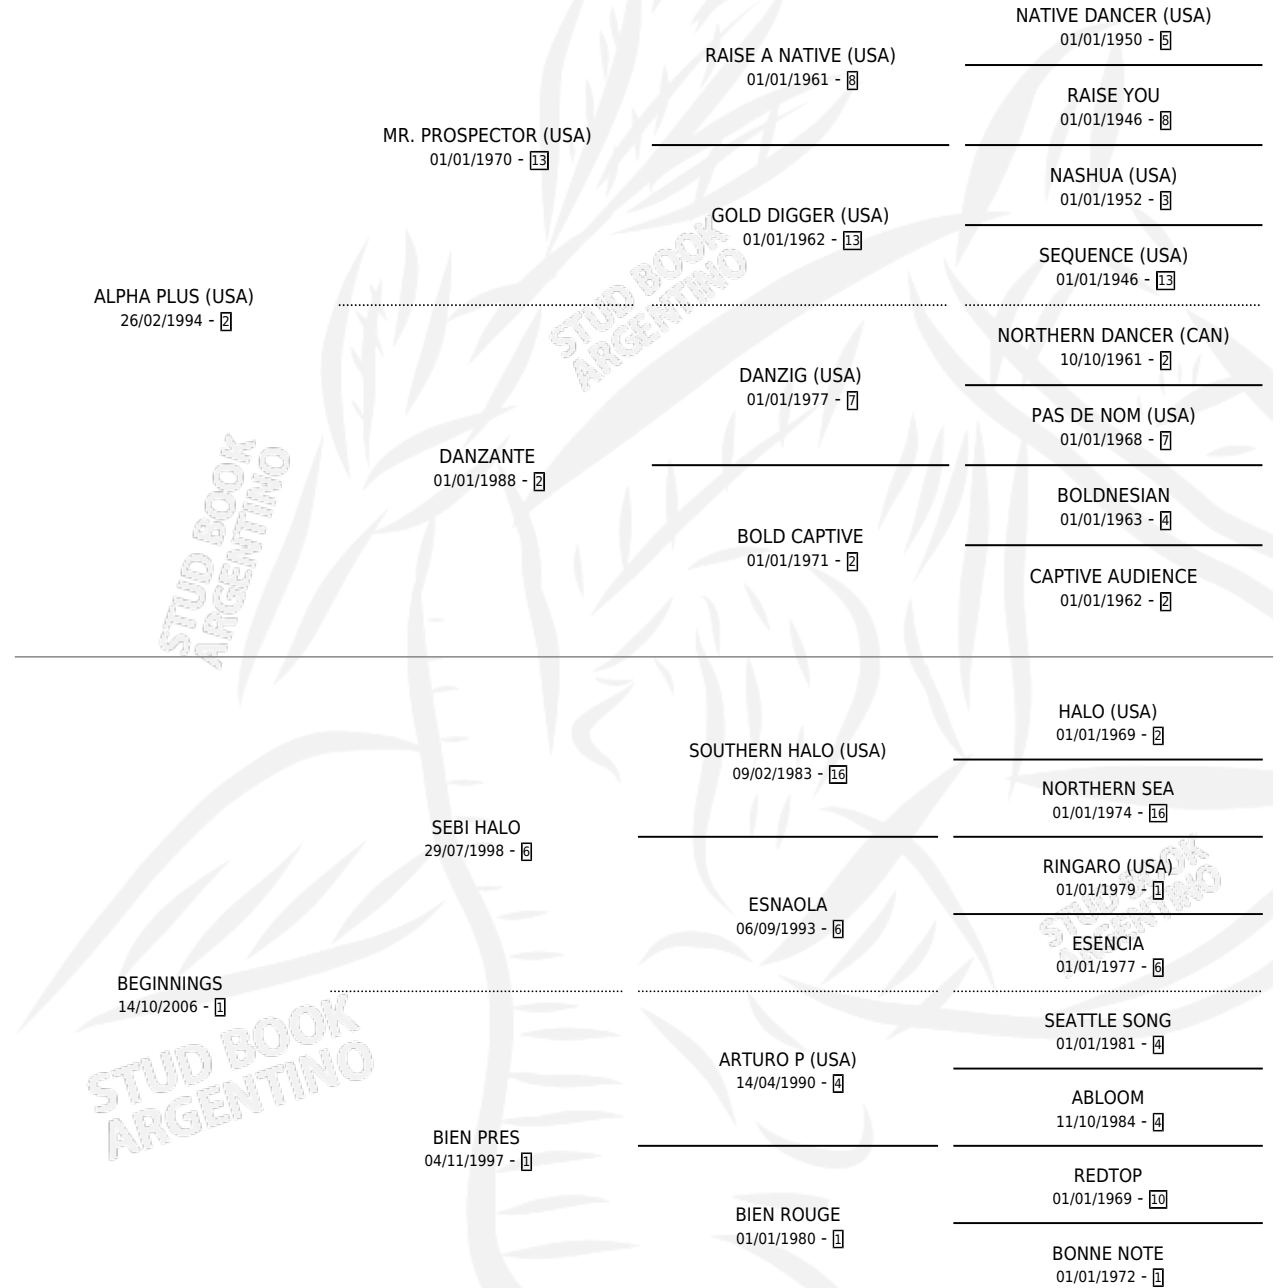 NATIVE DANCER (USA)
01/01/1950 - 5
RAISE A NATIVE (USA)
01/01/1961 - 8
RAISE YOU
01/01/1946 - 8
MR. PROSPECTOR (USA)
01/01/1970 - 13
NASHUA (USA)
01/01/1952 - 3
GOLD DIGGER (USA)
01/01/1962 - 13
SEQUENCE (USA)
01/01/1946 - 13
ALPHA PLUS (USA)
26/02/1994 - 2
STUD BOOK
ARGENTINO
NORTHERN DANCER (CAN)
10/10/1961 - 2
DANZIG (USA)
01/01/1977 - 7
PAS DE NOM (USA)
01/01/1968 - 7
DANZANTE
01/01/1988 - 2
BOLDNESIAN
01/01/1963 - 4
BOLD CAPTIVE
01/01/1971 - 2
CAPTIVE AUDIENCE
01/01/1962 - 2
STUD BOOK
ARGENTINO
HALO (USA)
01/01/1969 - 2
SOUTHERN HALO (USA)
09/02/1983 - 16
NORTHERN SEA
01/01/1974 - 16
SEBI HALO
29/07/1998 - 6
RINGARO (USA)
01/01/1979 - 1
ESNAOLA
06/09/1993 - 6
ESENCIA
01/01/1977 - 6
STUD BOOK
ARGENTINO
BEGINNINGS
14/10/2006 - 1
SEATTLE SONG
01/01/1981 - 4
ARTURO P (USA)
14/04/1990 - 4
ABLOOM
11/10/1984 - 4
STUD BOOK
ARGENTINO
BIEN PRES
04/11/1997 - 1
REDTOP
01/01/1969 - 10
BIEN ROUGE
01/01/1980 - 1
BONNE NOTE
01/01/1972 - 1